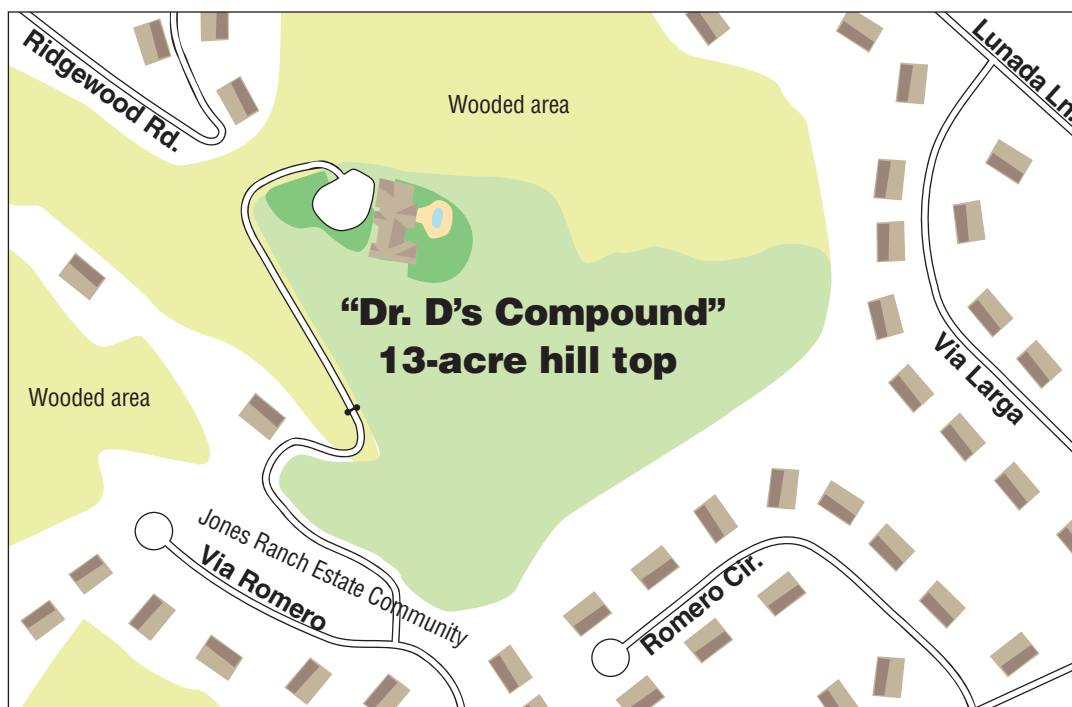 Ridgewood Rd.
Lunada Ln.
Wooded area
“Dr. D’s Compound”
13-acre hill top
Via Larga
Wooded area
Jones Ranch Estate Community
Via Romero
Romero Cir.